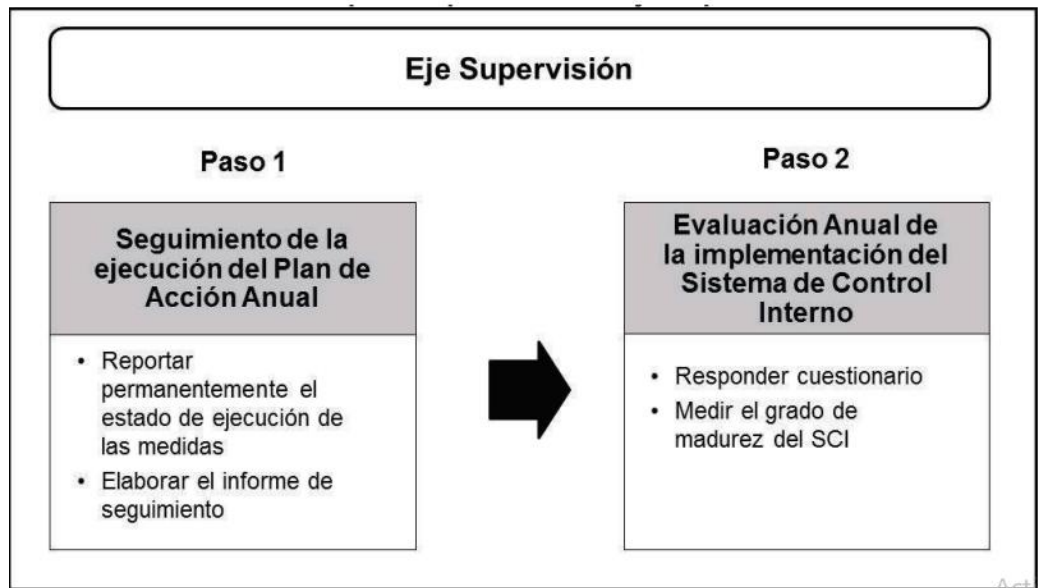 Eje Supervisión
Paso 1
Seguimiento de la
ejecución del Plan de
Acción Anual
• Reportar
permanentemente el
estado de ejecución de
las medidas
• Elaborar el informe de
seguimiento
Paso 2
Evaluación Anual de
la implementación del
Sistema de Control
Interno
• Responder cuestionario
• Medir el grado de
madurez del SCI